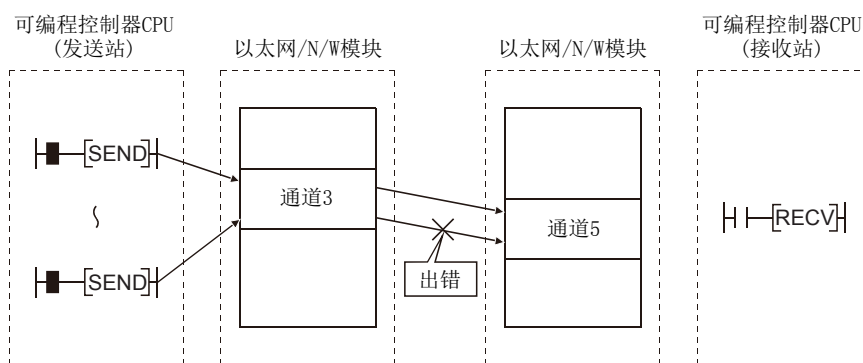 可编程控制器CPU
(发送站)
以太网/N/W模块
以太网/N/W模块
可编程控制器CPU
(接收站)
SEND
通道3
SEND
出错
通道5
RECV